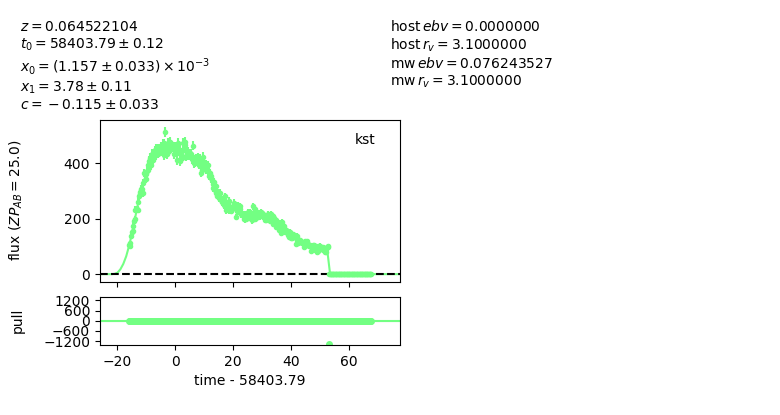 z = 0.064522104
t₀ = 58403.79 ± 0.12
x₀ = (1.157 ± 0.033) × 10⁻³
x₁ = 3.78 ± 0.11
c = −0.115 ± 0.033
host ebv = 0.0000000
host r_v = 3.1000000
mw ebv = 0.076243527
mw r_v = 3.1000000
kst
flux (ZP_AB = 25.0)
400
200
0
pull
1200
600
0
−600
−1200
−20 0 20 40 60
time - 58403.79